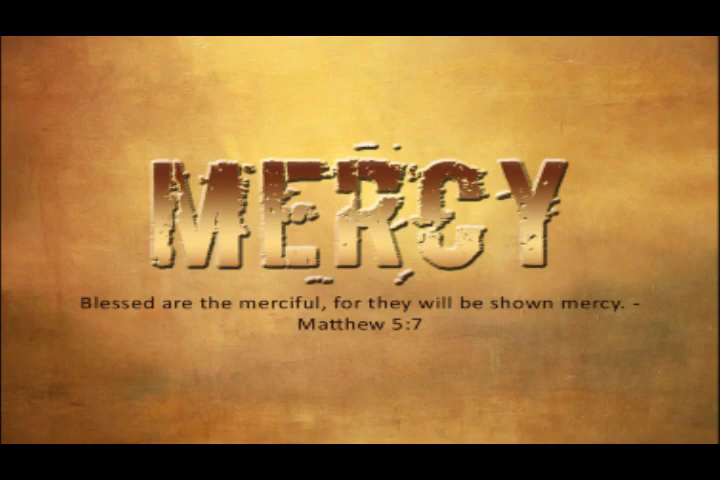 MERCY
Blessed are the merciful, for they will be shown mercy. -
Matthew 5:7